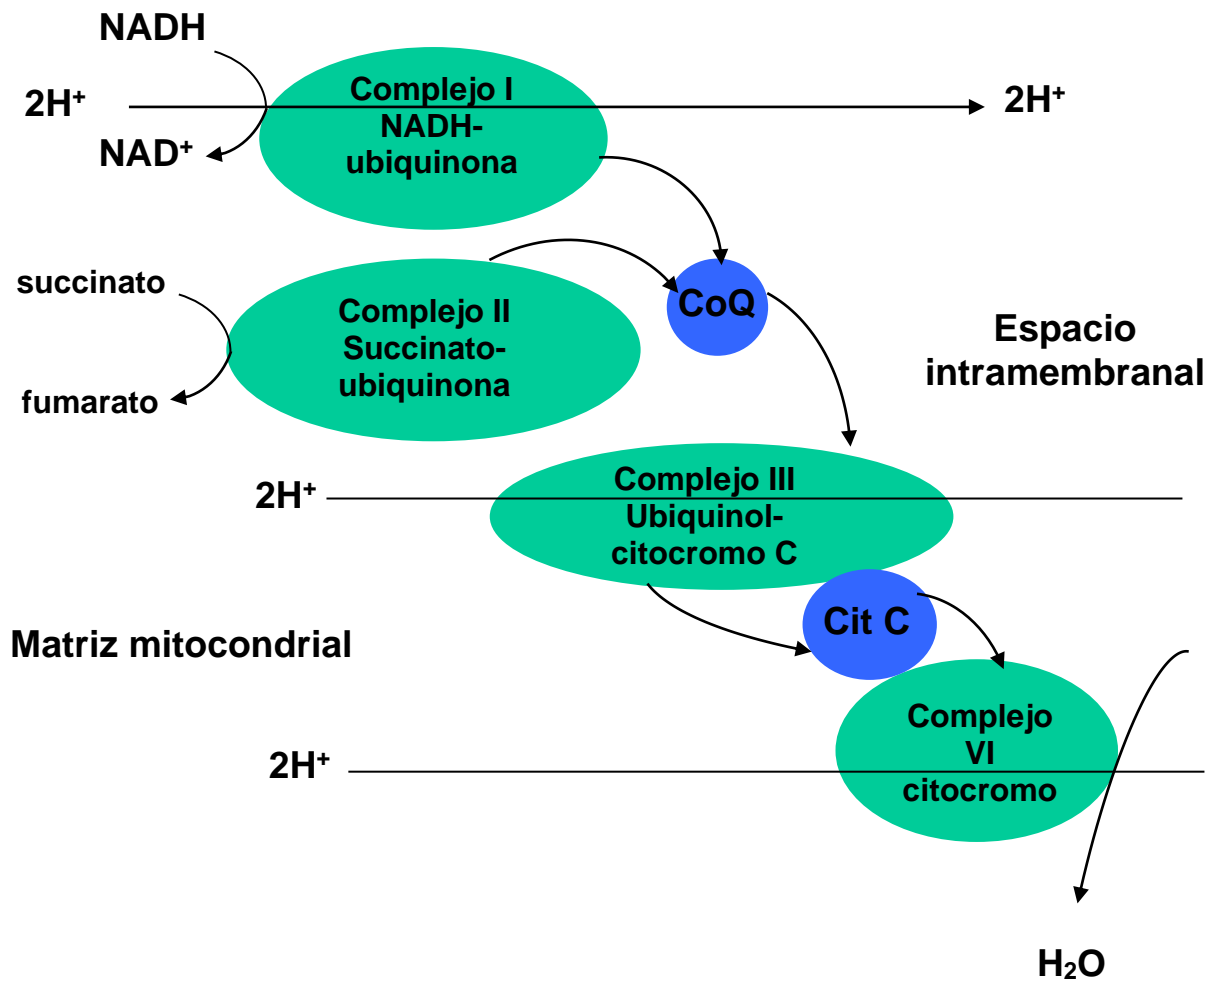 NADH
2H⁺
NAD⁺
Complejo I
NADH-
ubiquinona
2H⁺
succinato
fumarato
Complejo II
Succinato-
ubiquinona
CoQ
Espacio
intramembranal
2H⁺
Complejo III
Ubiquinol-
citocromo C
Matriz mitocondrial
Cit C
2H⁺
Complejo
VI
citocromo
H₂O